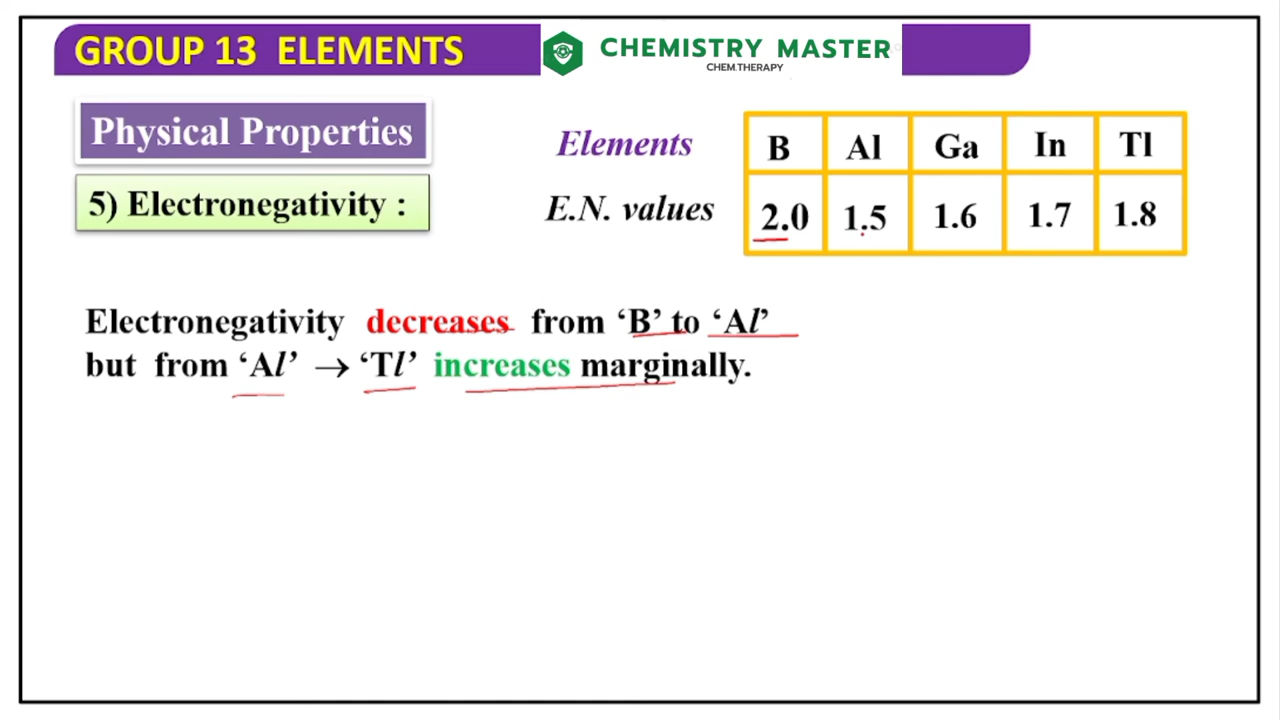 GROUP 13 ELEMENTS
CHEMISTRY MASTER
CHEM.THERAPY
Physical Properties
5) Electronegativity :
Elements B Al Ga In Tl
E.N. values 2.0 1.5 1.6 1.7 1.8
Electronegativity decreases from ‘B’ to ‘Al’
but from ‘Al’ → ‘Tl’ increases marginally.